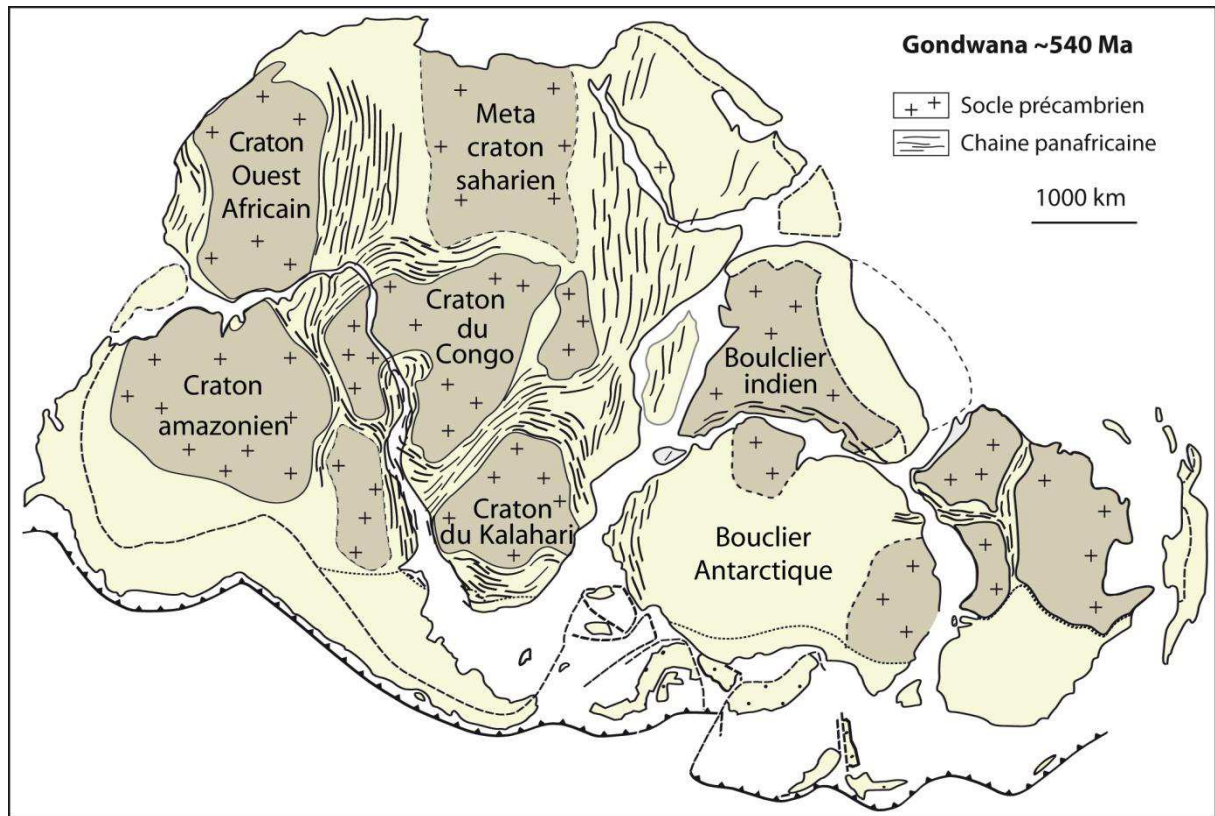 Gondwana ~540 Ma
+ + Socle précambrien
Chaine panafricaine
1000 km
Craton
Ouest
Africain
Meta
craton
saharien
Craton
du
Congo
Craton
amazonien
Boulclier
indien
Craton
du Kalahari
Bouclier
Antarctique